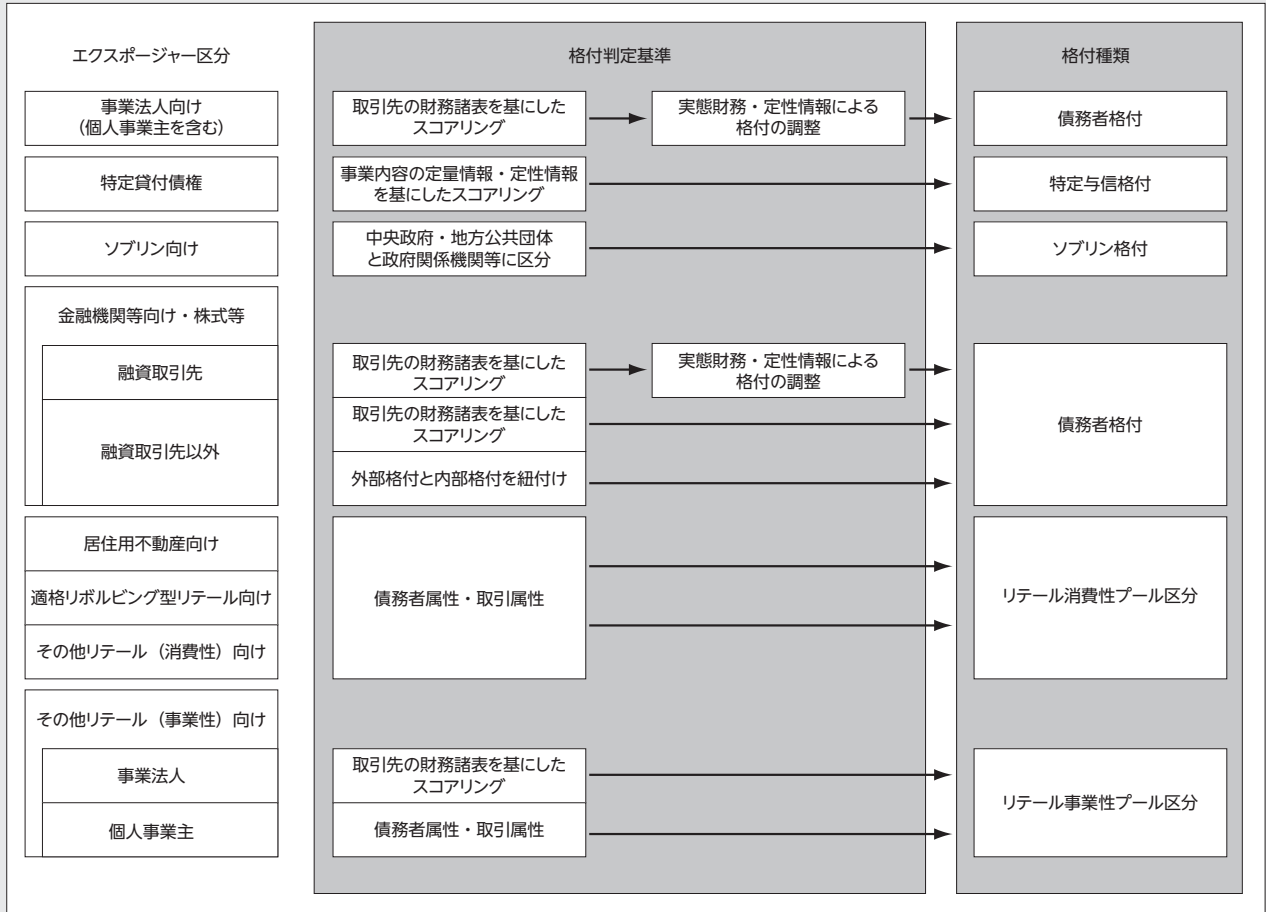 エクスポージャー区分
格付判定基準
格付種類
事業法人向け
（個人事業主を含む）
取引先の財務諸表を基にした
スコアリング
実態財務・定性情報による
格付の調整
債務者格付
特定貸付債権
事業内容の定量情報・定性情報
を基にしたスコアリング
特定与信格付
ソブリン向け
中央政府・地方公共団体
と政府関係機関等に区分
ソブリン格付
金融機関等向け・株式等
融資取引先
取引先の財務諸表を基にした
スコアリング
実態財務・定性情報による
格付の調整
融資取引先以外
取引先の財務諸表を基にした
スコアリング
外部格付と内部格付を紐付け
債務者格付
居住用不動産向け
適格リボルビング型リテール向け
その他リテール（消費性）向け
債務者属性・取引属性
リテール消費性プール区分
その他リテール（事業性）向け
事業法人
取引先の財務諸表を基にした
スコアリング
個人事業主
債務者属性・取引属性
リテール事業性プール区分